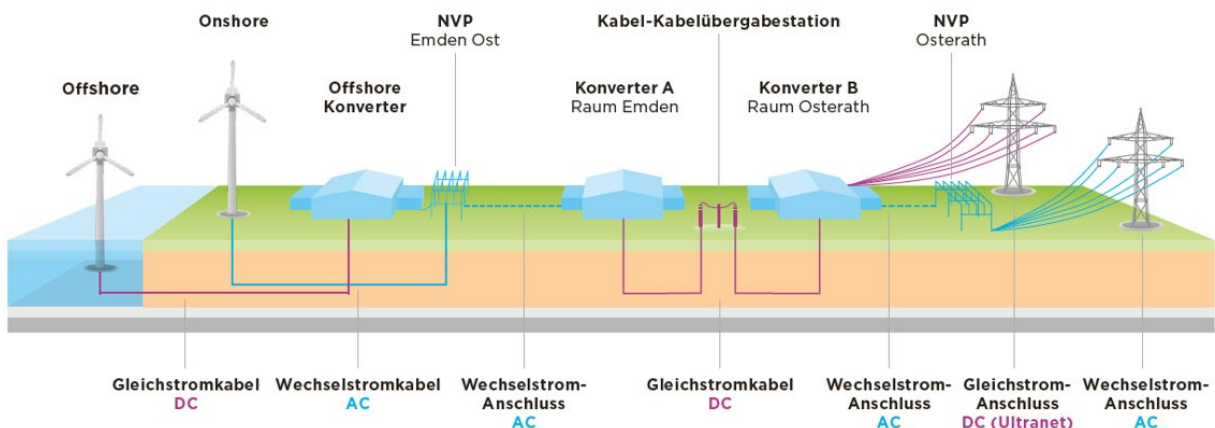 Offshore
Onshore
Offshore
Konverter
NVP
Emden Ost
Konverter A
Raum Emden
Kabel-Kabelübergabestation
Konverter B
Raum Osterath
NVP
Osterath
Gleichstromkabel
DC
Wechselstromkabel
AC
Wechselstrom-
Anschluss
AC
Gleichstromkabel
DC
Wechselstrom-
Anschluss
AC
Gleichstrom-
Anschluss
DC (Ultranet)
Wechselstrom-
Anschluss
AC